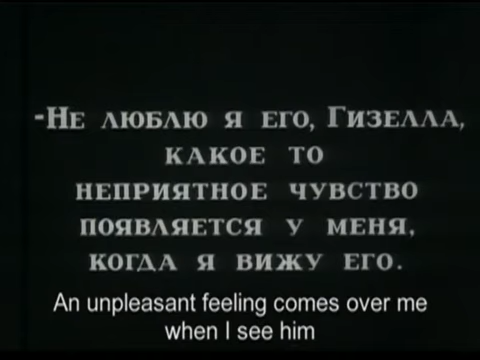 -Не люблю я его, Гизелла,
какое то
неприятное чувство
появляется у меня,
когда я вижу его.
An unpleasant feeling comes over me
when I see him